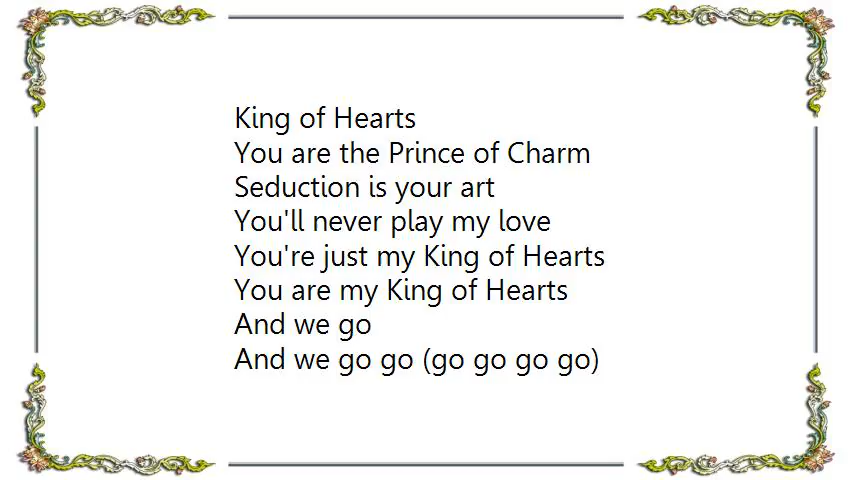 King of Hearts
You are the Prince of Charm
Seduction is your art
You'll never play my love
You're just my King of Hearts
You are my King of Hearts
And we go
And we go go (go go go go)